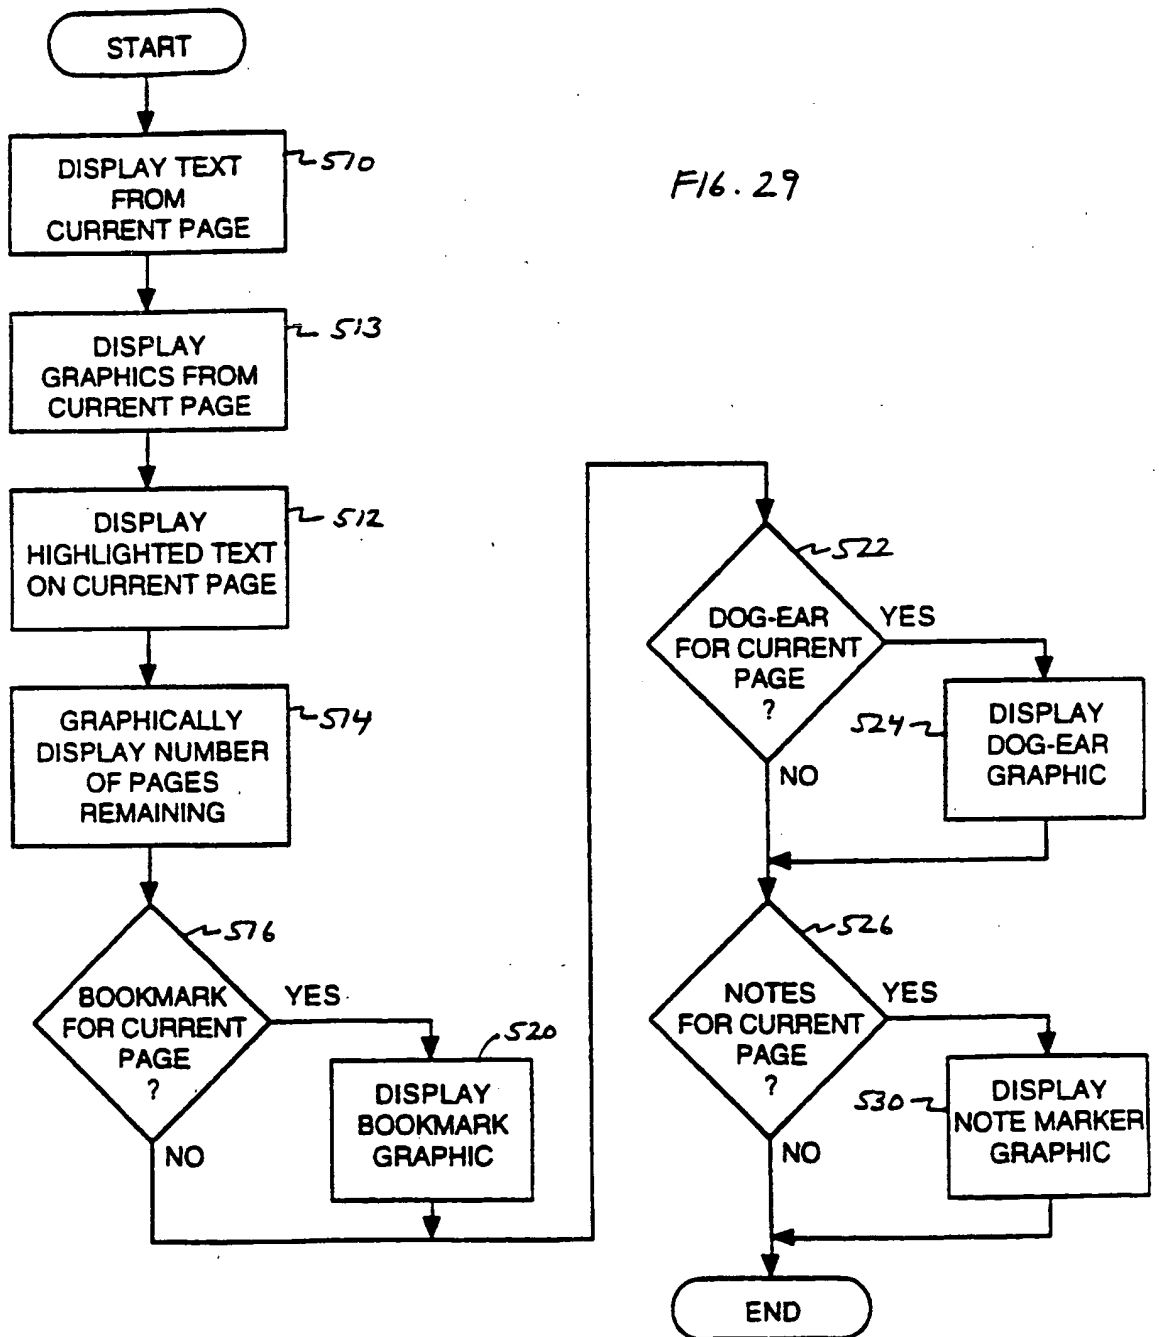 START
DISPLAY TEXT
FROM
CURRENT PAGE
510
FIG. 29
DISPLAY
GRAPHICS FROM
CURRENT PAGE
513
DISPLAY
HIGHLIGHTED TEXT
ON CURRENT PAGE
512
GRAPHICALLY
DISPLAY NUMBER
OF PAGES
REMAINING
514
BOOKMARK
FOR CURRENT
PAGE
?
516
YES
NO
520
DISPLAY
BOOKMARK
GRAPHIC
522
DOG-EAR
FOR CURRENT
PAGE
?
YES
NO
524
DISPLAY
DOG-EAR
GRAPHIC
526
NOTES
FOR CURRENT
PAGE
?
YES
NO
530
DISPLAY
NOTE MARKER
GRAPHIC
END